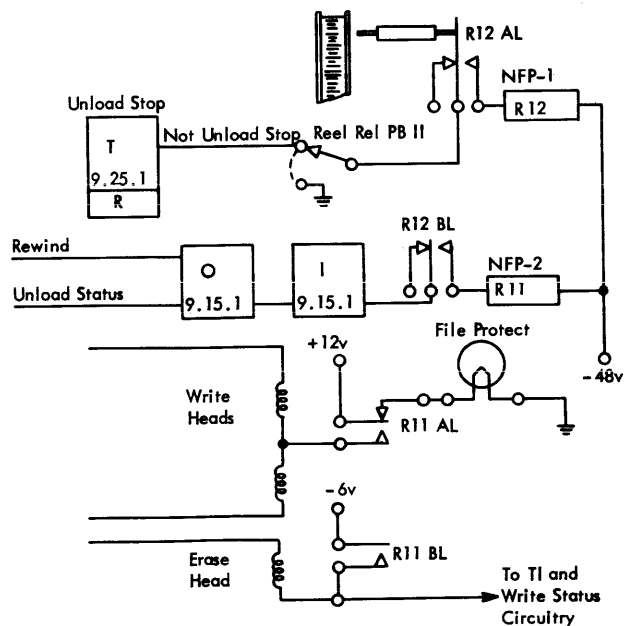 R12 AL
NFP-1
R12
Unload Stop
T
9.25.1
R
Not Unload Stop
Reel Rel PB II
R12 BL
NFP-2
R11
Rewind
Unload Status
O
9.15.1
I
9.15.1
File Protect
+12v
-48v
Write
Heads
R11 AL
-6v
Erase
Head
R11 BL
To TI and
Write Status
Circuitry